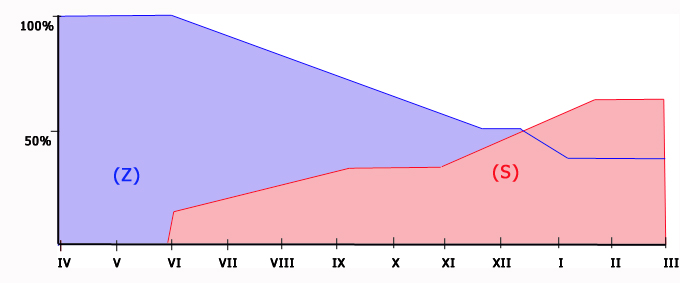 100%
50%
(Z)
(S)
IV V VI VII VIII IX X XI XII I II III